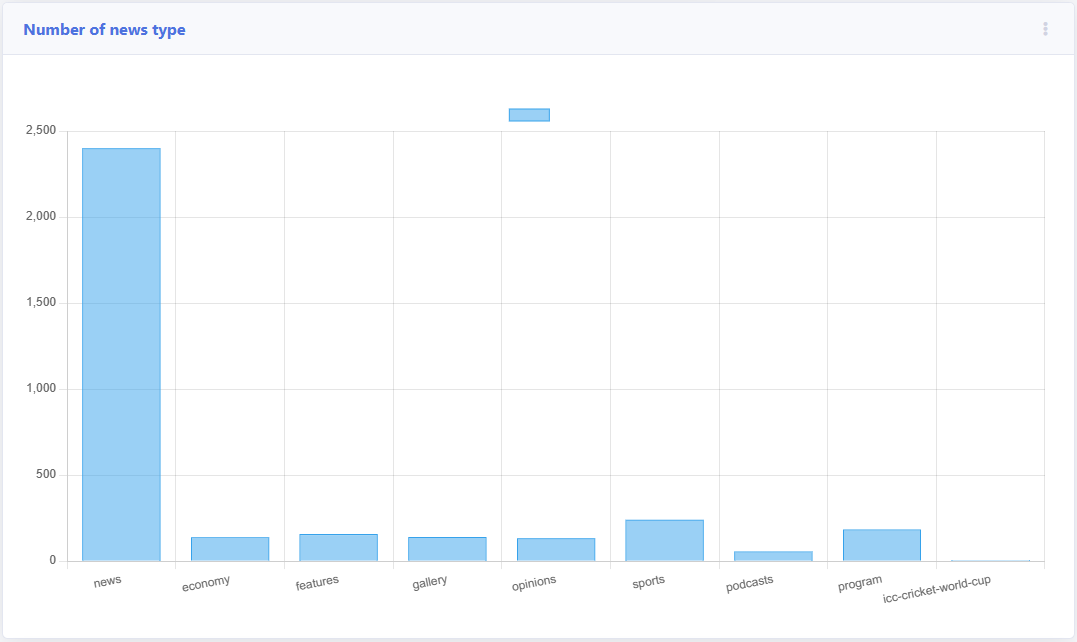 Number of news type
2,500
2,000
1,500
1,000
500
0
news
economy
features
gallery
opinions
sports
podcasts
program
icc-cricket-world-cup